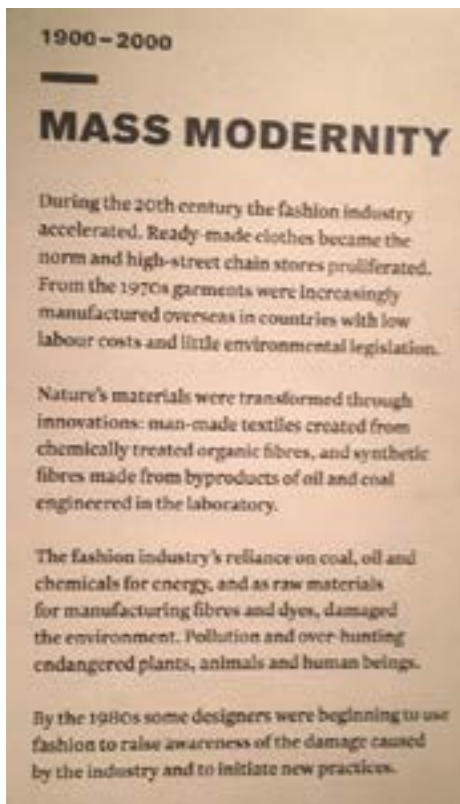 1900–2000
MASS MODERNITY
During the 20th century the fashion industry
accelerated. Ready-made clothes became the
norm and high-street chain stores proliferated.
From the 1970s garments were increasingly
manufactured overseas in countries with low
labour costs and little environmental legislation.
Nature's materials were transformed through
innovations: man-made textiles created from
chemically treated organic fibres, and synthetic
fibres made from byproducts of oil and coal
engineered in the laboratory.
The fashion industry's reliance on coal, oil and
chemicals for energy, and as raw materials
for manufacturing fibres and dyes, damaged
the environment. Pollution and over-hunting
endangered plants, animals and human beings.
By the 1980s some designers were beginning to use
fashion to raise awareness of the damage caused
by the industry and to initiate new practices.